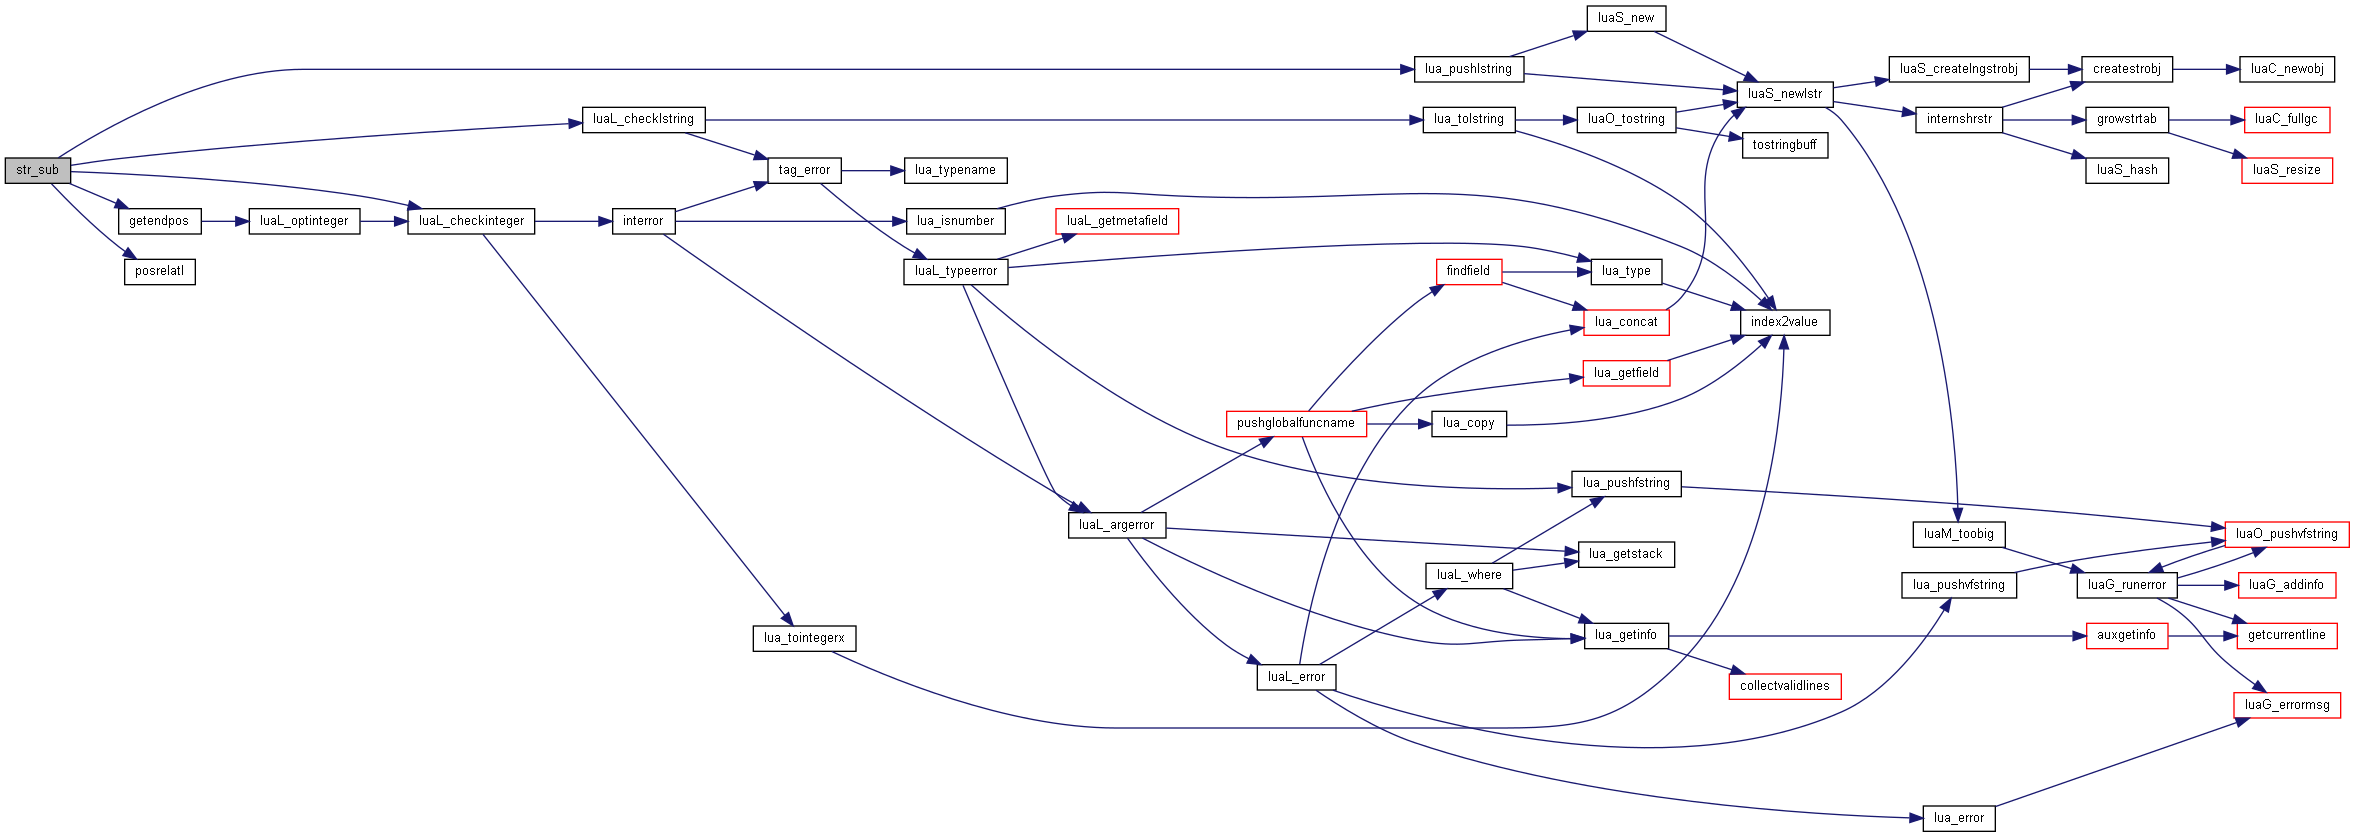 str_sub
getendpos
posrelatI
luaL_optinteger
luaL_checkinteger
luaL_checklstring
interror
tag_error
lua_tointegerx
lua_typename
lua_isnumber
luaL_typeerror
luaL_getmetafield
luaL_argerror
pushglobalfuncname
luaL_error
lua_pushlstring
lua_tolstring
findfield
lua_copy
luaL_where
luaS_new
luaO_tostring
lua_type
lua_concat
lua_getfield
lua_pushfstring
lua_getstack
lua_getinfo
luaS_newlstr
tostringbuff
index2value
collectvalidlines
luaS_createlngstrobj
internshrstr
luaM_toobig
lua_pushvfstring
lua_error
createstrobj
growstrtab
luaS_hash
luaG_runerror
auxgetinfo
luaC_newobj
luaC_fullgc
luaS_resize
luaO_pushvfstring
luaG_addinfo
getcurrentline
luaG_errormsg